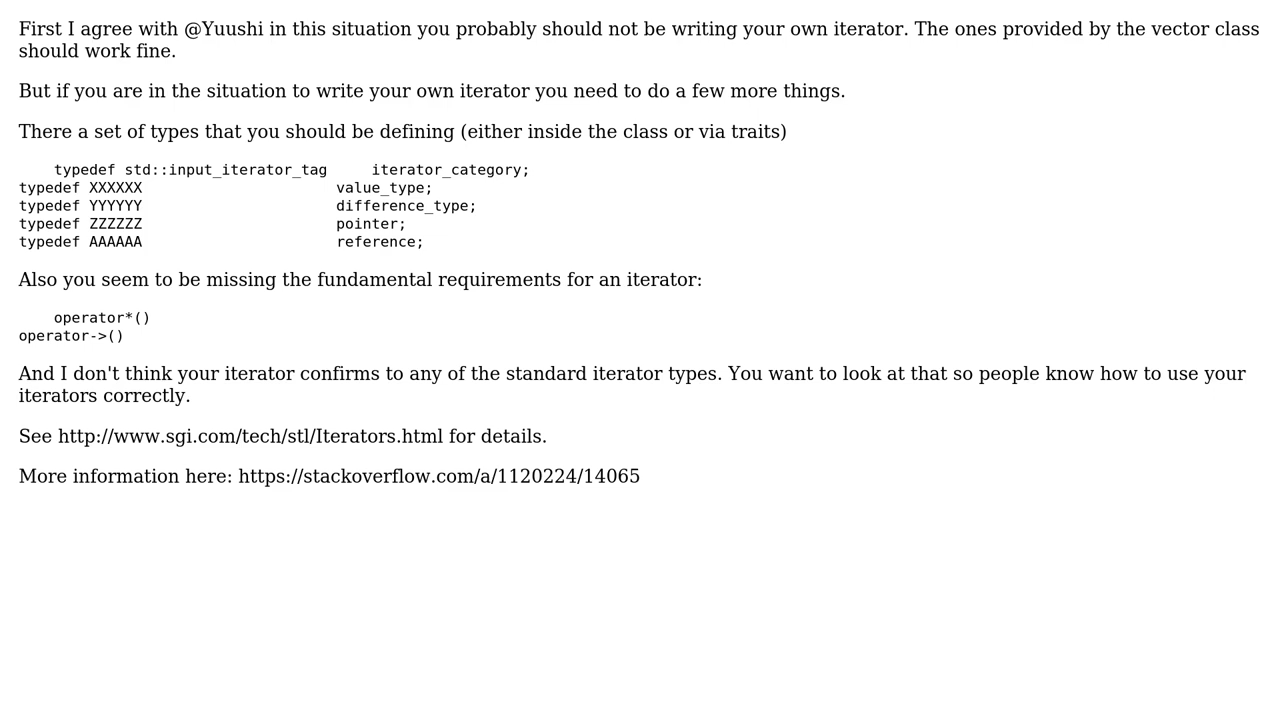 First I agree with @Yuushi in this situation you probably should not be writing your own iterator. The ones provided by the vector class
should work fine.
But if you are in the situation to write your own iterator you need to do a few more things.
There a set of types that you should be defining (either inside the class or via traits)
    typedef std::input_iterator_tag     iterator_category;
typedef XXXXXX                      value_type;
typedef YYYYYY                      difference_type;
typedef ZZZZZZ                      pointer;
typedef AAAAAA                      reference;
Also you seem to be missing the fundamental requirements for an iterator:
    operator*()
operator->()
And I don't think your iterator confirms to any of the standard iterator types. You want to look at that so people know how to use your
iterators correctly.
See http://www.sgi.com/tech/stl/Iterators.html for details.
More information here: https://stackoverflow.com/a/1120224/14065